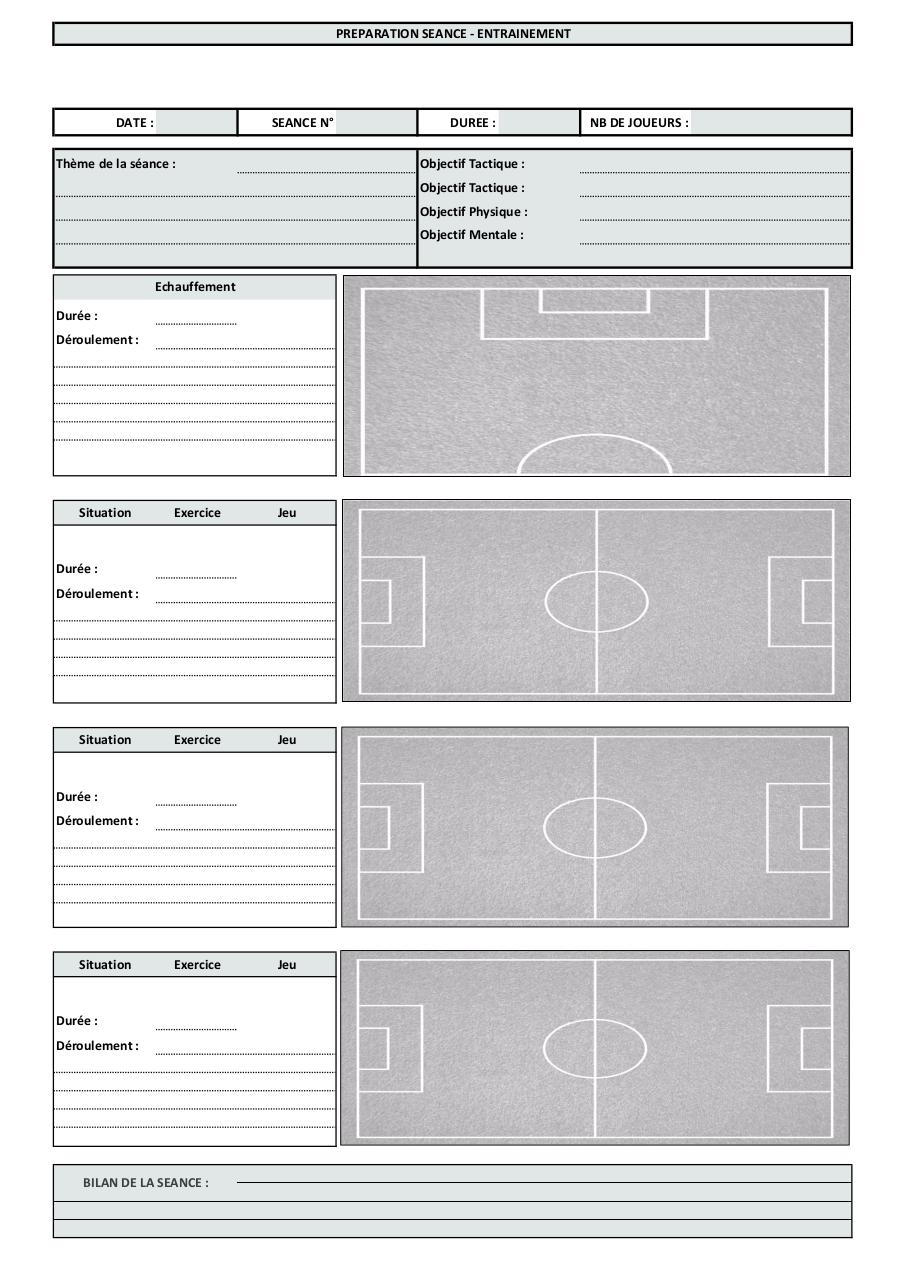 PREPARATION SEANCE - ENTRAINEMENT
DATE : SEANCE N° DUREE : NB DE JOUEURS :
Thème de la séance :
Objectif Tactique :
Objectif Tactique :
Objectif Physique :
Objectif Mentale :
Echauffement
Durée :
Déroulement :
Situation Exercice Jeu
Durée :
Déroulement :
Situation Exercice Jeu
Durée :
Déroulement :
Situation Exercice Jeu
Durée :
Déroulement :
BILAN DE LA SEANCE :